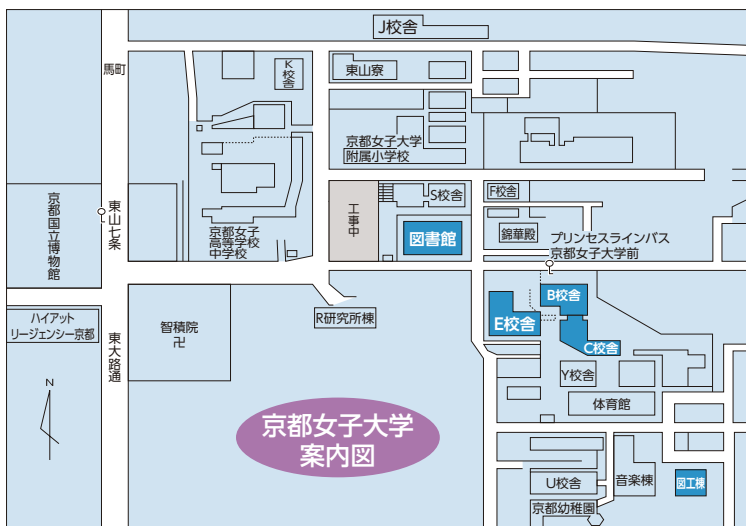 J校舎
馬町
K
校
舎
東山寮
京都女子大学
附属小学校
京都国立博物館
東山七条
京都女子
高等学校
中学校
工事中
S校舎
F校舎
図書館
錦華殿
プリンセスラインバス
京都女子大学前
ハイアット
リージェンシー京都
東大路通
智積院
卍
R研究所棟
B校舎
E校舎
C校舎
Y校舎
体育館
N
京都女子大学
案内図
U校舎
音楽棟
図工棟
京都幼稚園